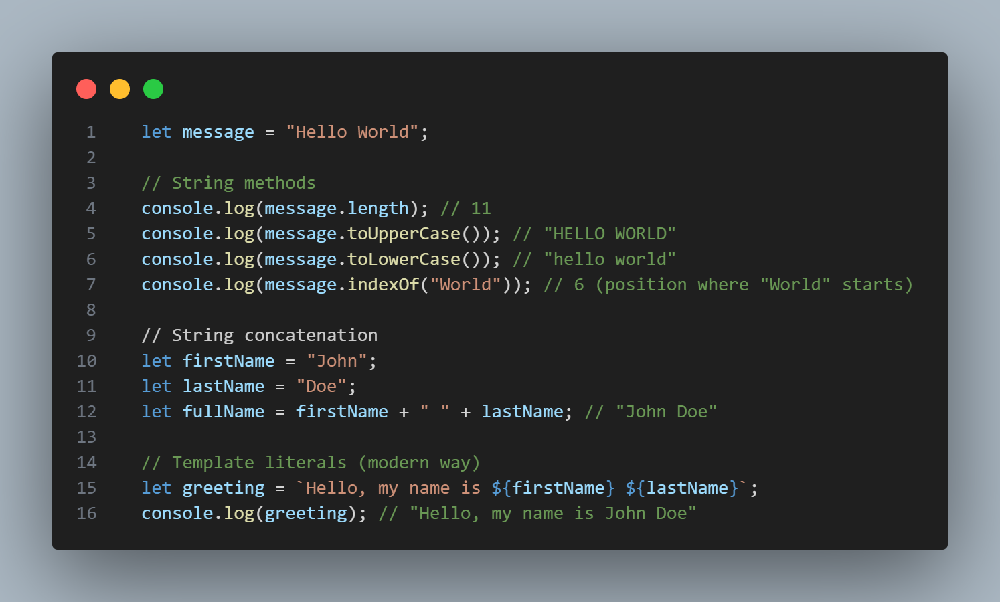 1 let message = "Hello World";
2
3 // String methods
4 console.log(message.length); // 11
5 console.log(message.toUpperCase()); // "HELLO WORLD"
6 console.log(message.toLowerCase()); // "hello world"
7 console.log(message.indexOf("World")); // 6 (position where "World" starts)
8
9 // String concatenation
10 let firstName = "John";
11 let lastName = "Doe";
12 let fullName = firstName + " " + lastName; // "John Doe"
13
14 // Template literals (modern way)
15 let greeting = `Hello, my name is ${firstName} ${lastName}`;
16 console.log(greeting); // "Hello, my name is John Doe"